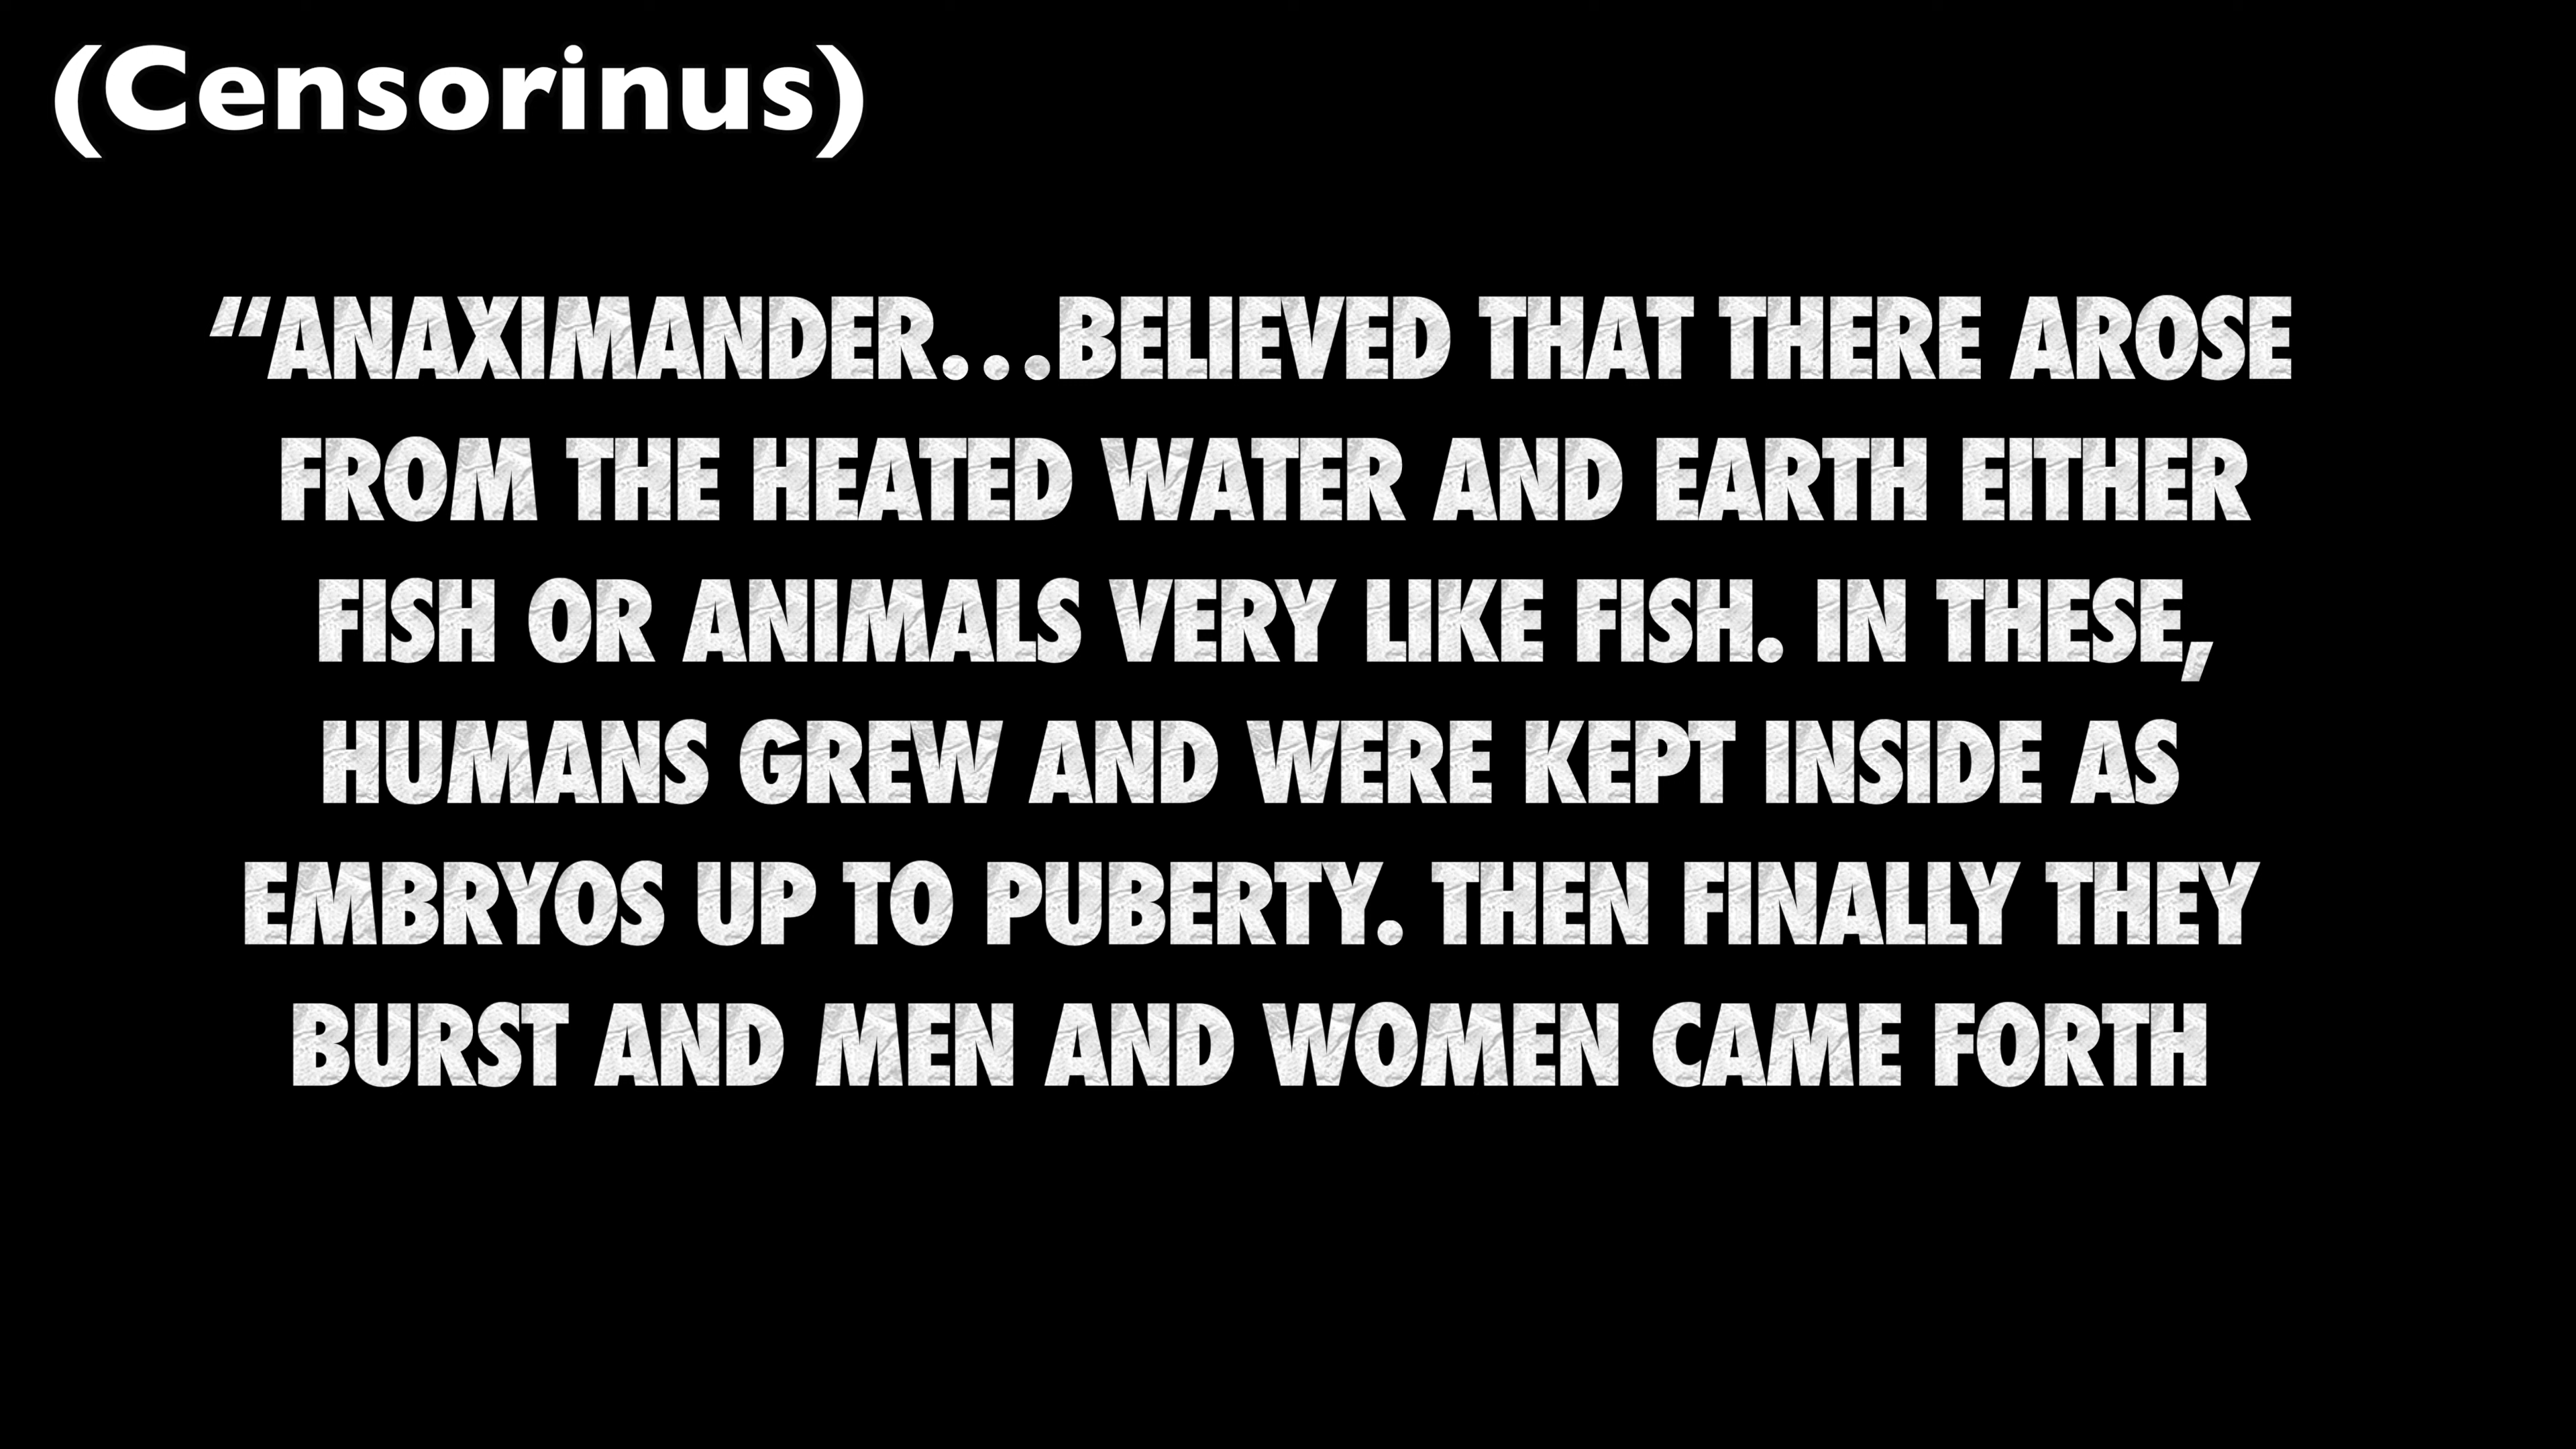 (Censorinus)
“ANAXIMANDER...BELIEVED THAT THERE AROSE
FROM THE HEATED WATER AND EARTH EITHER
FISH OR ANIMALS VERY LIKE FISH. IN THESE,
HUMANS GREW AND WERE KEPT INSIDE AS
EMBRYOS UP TO PUBERTY. THEN FINALLY THEY
BURST AND MEN AND WOMEN CAME FORTH